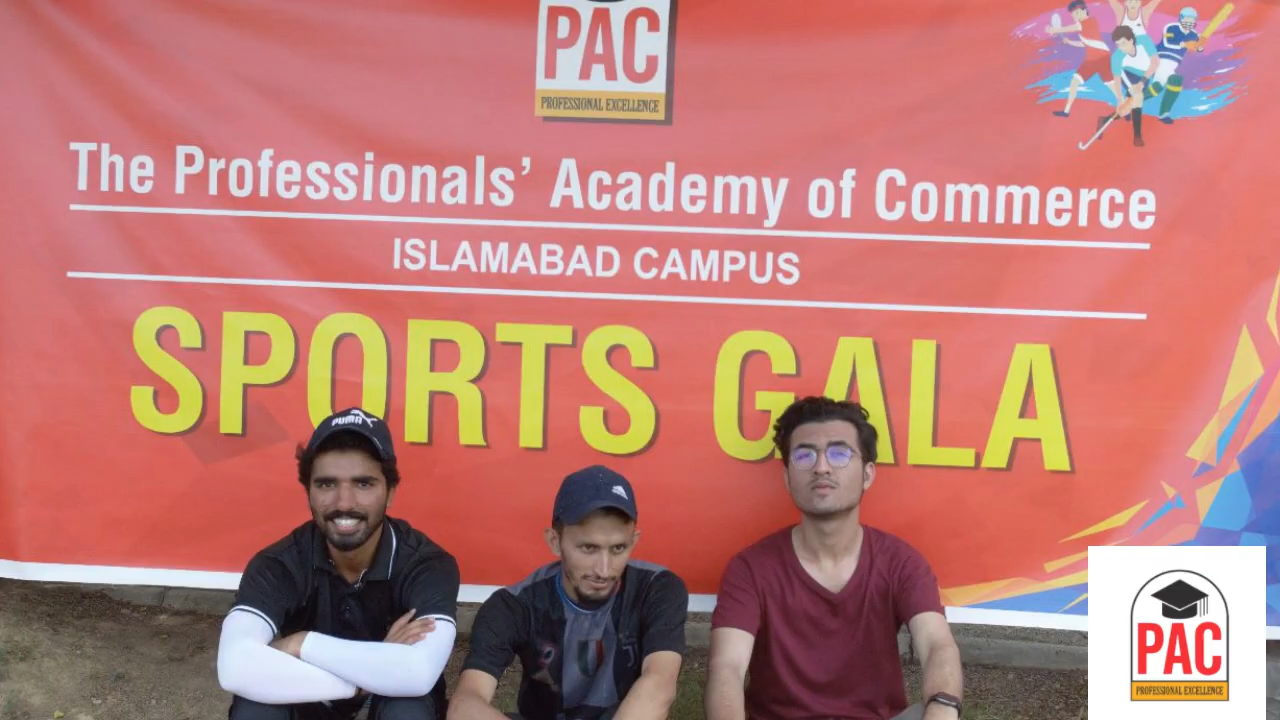 PAC
PROFESSIONAL EXCELLENCE
The Professionals’ Academy of Commerce
ISLAMABAD CAMPUS
SPORTS GALA
PUMA
PAC
PROFESSIONAL EXCELLENCE